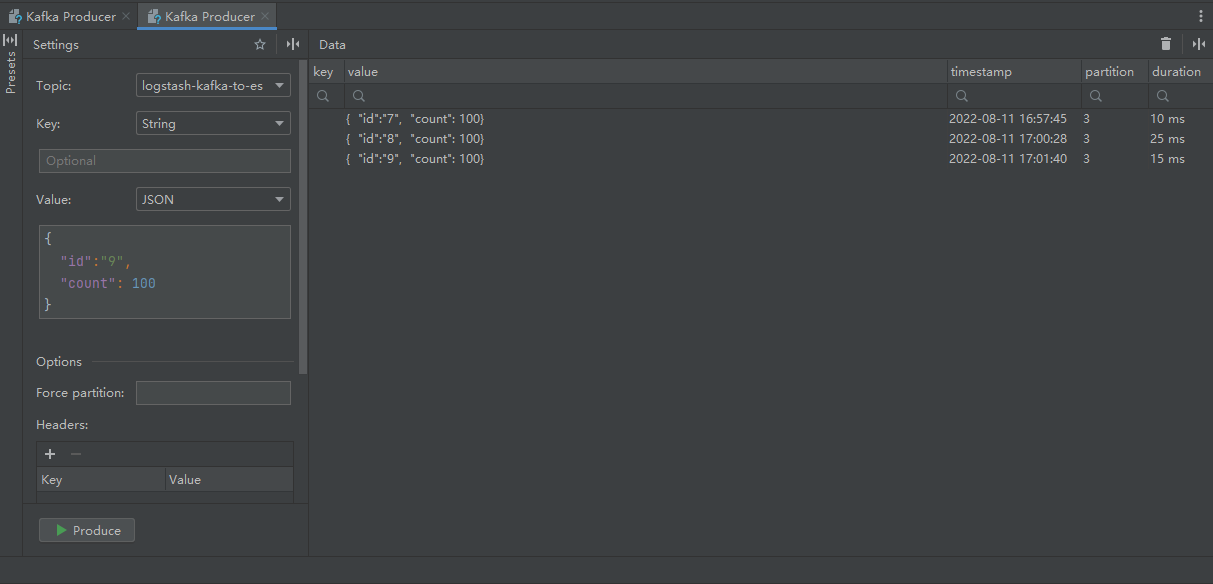 Kafka Producer Kafka Producer
Presets
Settings
Topic: logstash-kafka-to-es
Key: String
Optional
Value: JSON
{
"id":"9",
"count": 100
}
Options
Force partition:
Headers:
Key Value
Produce
Data
key value timestamp partition duration
{ "id":"7", "count": 100} 2022-08-11 16:57:45 3 10 ms
{ "id":"8", "count": 100} 2022-08-11 17:00:28 3 25 ms
{ "id":"9", "count": 100} 2022-08-11 17:01:40 3 15 ms